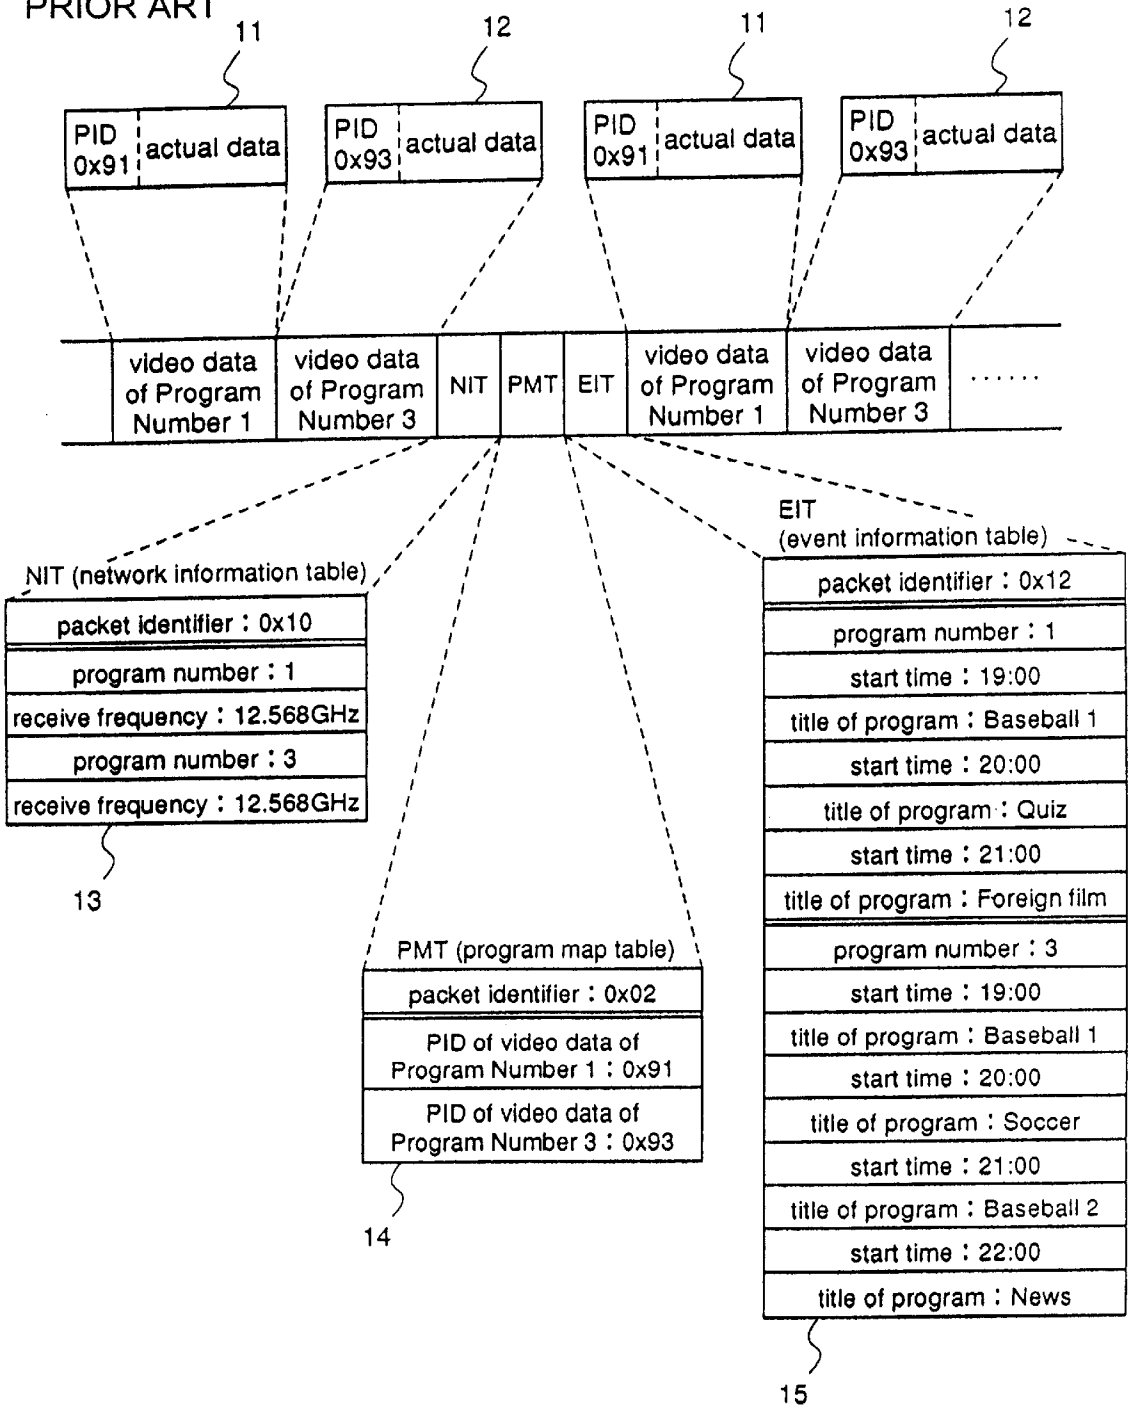 PRIOR ART
11
12
11
12
PID
0x91
actual data
PID
0x93
actual data
PID
0x91
actual data
PID
0x93
actual data
video data
of Program
Number 1
video data
of Program
Number 3
NIT
PMT
EIT
video data
of Program
Number 1
video data
of Program
Number 3
······
NIT (network information table)
packet identifier : 0x10
program number : 1
receive frequency : 12.568GHz
program number : 3
receive frequency : 12.568GHz
13
PMT (program map table)
packet identifier : 0x02
PID of video data of
Program Number 1 : 0x91
PID of video data of
Program Number 3 : 0x93
14
EIT
(event information table)
packet identifier : 0x12
program number : 1
start time : 19:00
title of program : Baseball 1
start time : 20:00
title of program : Quiz
start time : 21:00
title of program : Foreign film
program number : 3
start time : 19:00
title of program : Baseball 1
start time : 20:00
title of program : Soccer
start time : 21:00
title of program : Baseball 2
start time : 22:00
title of program : News
15